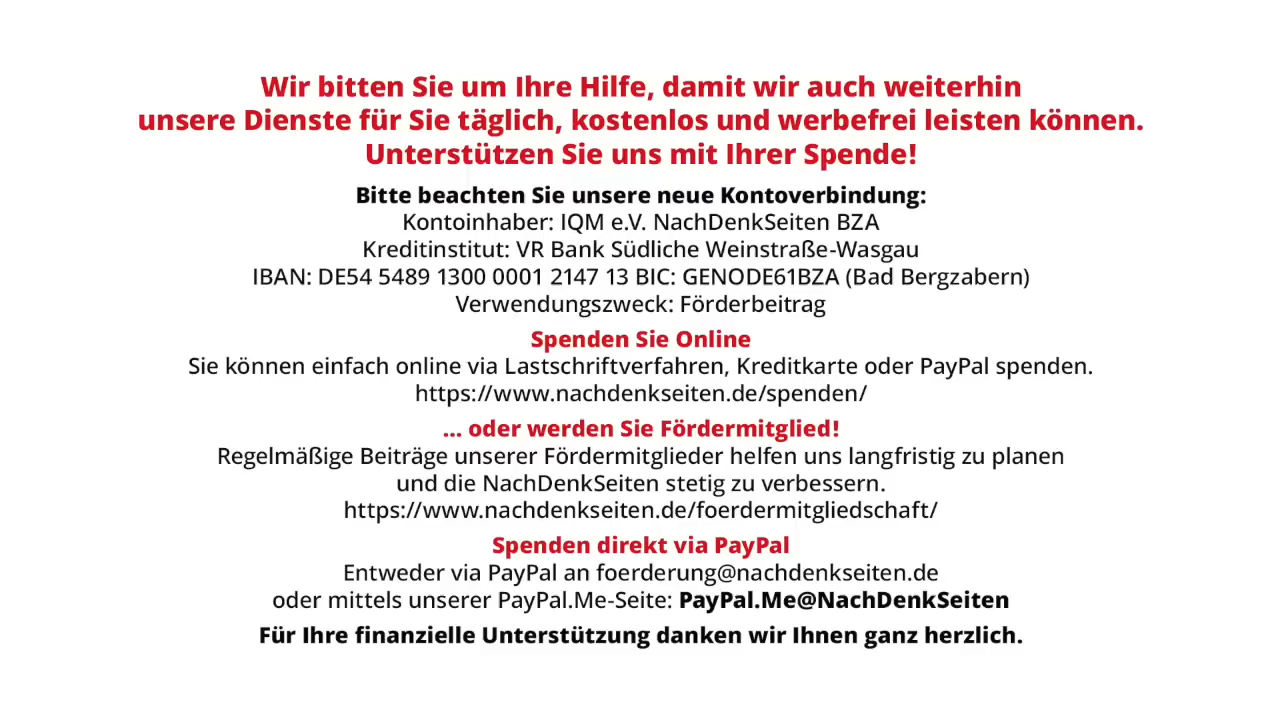 Wir bitten Sie um Ihre Hilfe, damit wir auch weiterhin
unsere Dienste für Sie täglich, kostenlos und werbefrei leisten können.
Unterstützen Sie uns mit Ihrer Spende!
Bitte beachten Sie unsere neue Kontoverbindung:
Kontoinhaber: IQM e.V. NachDenkSeiten BZA
Kreditinstitut: VR Bank Südliche Weinstraße-Wasgau
IBAN: DE54 5489 1300 0001 2147 13 BIC: GENODE61BZA (Bad Bergzabern)
Verwendungszweck: Förderbeitrag
Spenden Sie Online
Sie können einfach online via Lastschriftverfahren, Kreditkarte oder PayPal spenden.
https://www.nachdenkseiten.de/spenden/
... oder werden Sie Fördermitglied!
Regelmäßige Beiträge unserer Fördermitglieder helfen uns langfristig zu planen
und die NachDenkSeiten stetig zu verbessern.
https://www.nachdenkseiten.de/foerdermitgliedschaft/
Spenden direkt via PayPal
Entweder via PayPal an foerderung@nachdenkseiten.de
oder mittels unserer PayPal.Me-Seite: PayPal.Me@NachDenkSeiten
Für Ihre finanzielle Unterstützung danken wir Ihnen ganz herzlich.